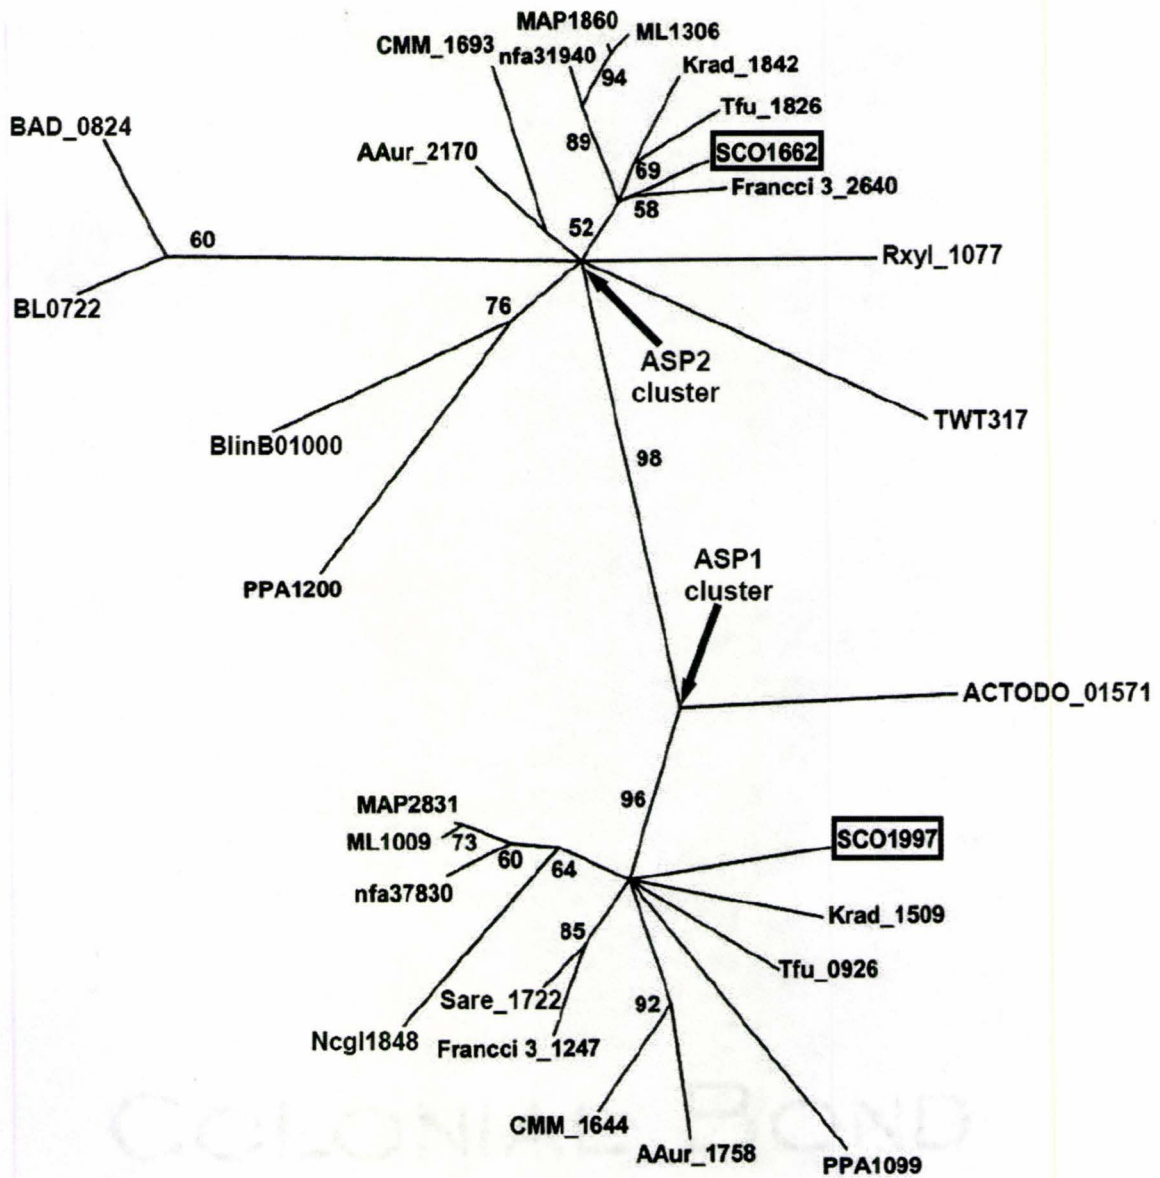 MAP1860
ML1306
CMM_1693
nfa31940
94
Krad_1842
Tfu_1826
BAD_0824
AAur_2170
89
SCO1662
69
Francci 3_2640
58
52
60
Rxyl_1077
BL0722
76
ASP2
cluster
TWT317
BlinB01000
98
ASP1
cluster
PPA1200
ACTODO_01571
96
MAP2831
ML1009
73
SCO1997
60
64
nfa37830
Krad_1509
85
Tfu_0926
Sare_1722
92
Ncgl1848
Francci 3_1247
CMM_1644
AAur_1758
PPA1099
COLONIAL BOND